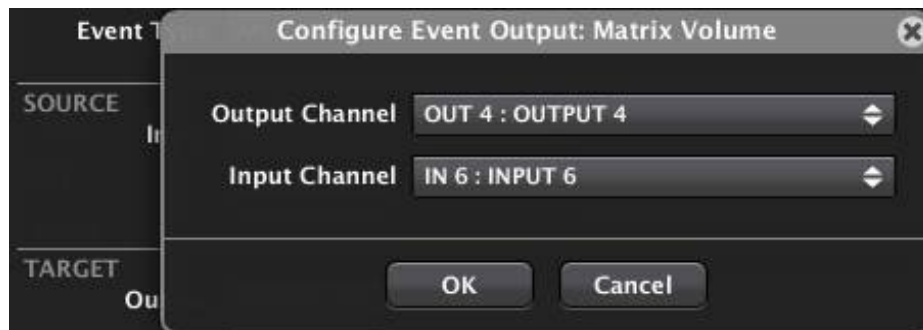 Event
Configure Event Output: Matrix Volume
SOURCE
Output Channel OUT 4 : OUTPUT 4
Input Channel IN 6 : INPUT 6
TARGET
OK Cancel